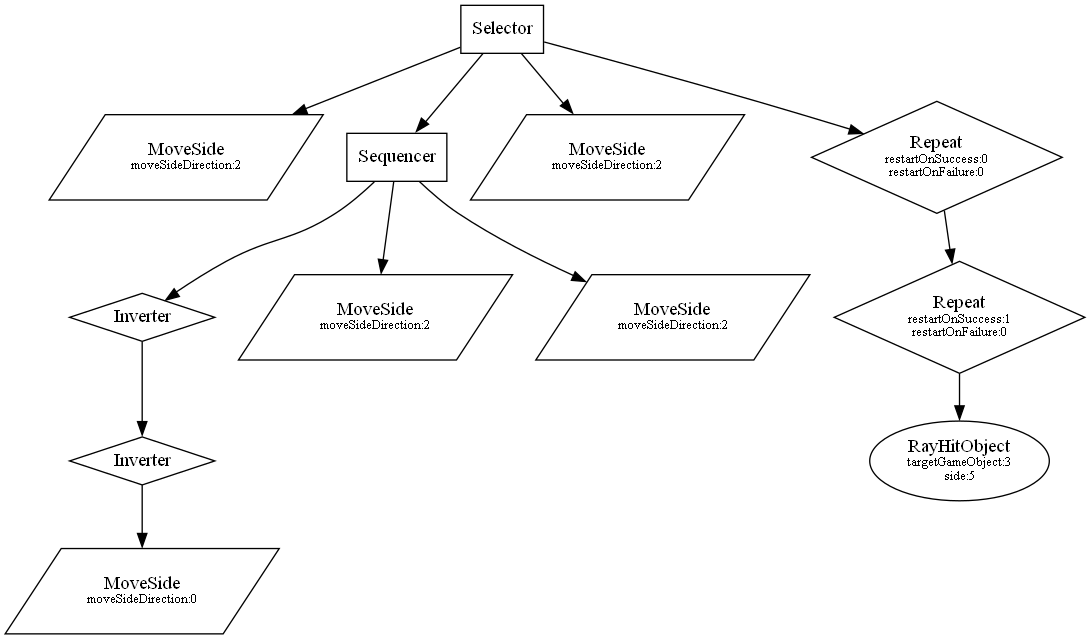 Selector
MoveSide
moveSideDirection:2
Sequencer
MoveSide
moveSideDirection:2
Repeat
restartOnSuccess:0
restartOnFailure:0
Inverter
MoveSide
moveSideDirection:2
MoveSide
moveSideDirection:2
Repeat
restartOnSuccess:1
restartOnFailure:0
Inverter
RayHitObject
targetGameObject:3
side:5
MoveSide
moveSideDirection:0